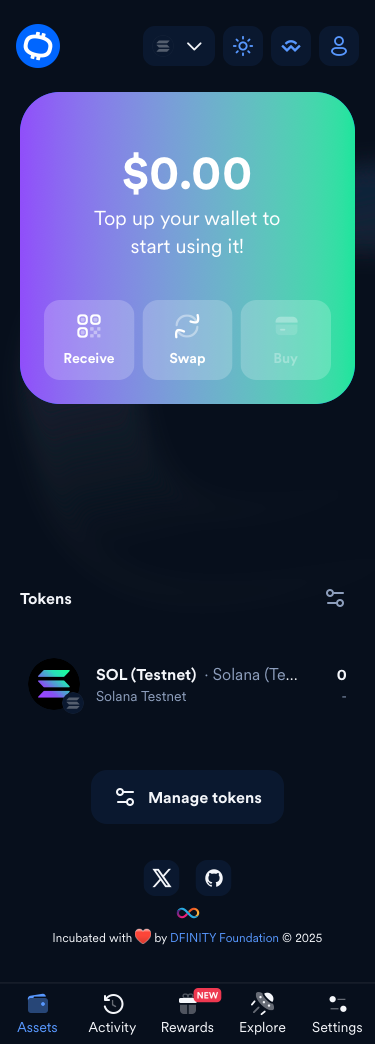 $0.00
Top up your wallet to
start using it!
Receive Swap Buy
Tokens
SOL (Testnet) · Solana (Te... 0
Solana Testnet -
Manage tokens
Incubated with ❤️ by DFINITY Foundation © 2025
NEW
Assets Activity Rewards Explore Settings